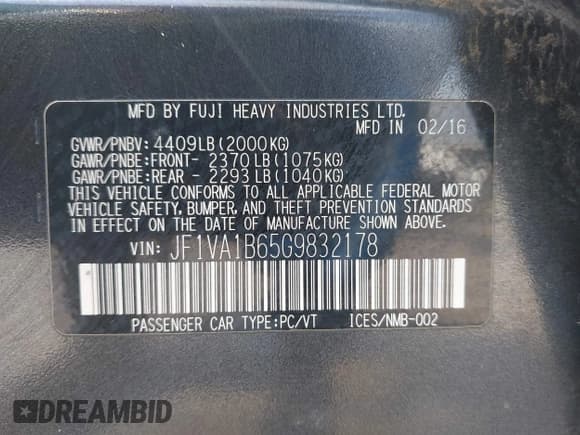 MFD BY FUJI HEAVY INDUSTRIES LTD.
MFD IN 02/16
GVWR/PNBV: 4409LB(2000KG)
GAWR/PNBE:FRONT- 2370LB(1075KG)
GAWR/PNBE:REAR - 2293LB(1040KG)
THIS VEHICLE CONFORMS TO ALL APPLICABLE FEDERAL MOTOR
VEHICLE SAFETY, BUMPER, AND THEFT PREVENTION STANDARDS
IN EFFECT ON THE DATE OF MANUFACTURE SHOWN ABOVE.
VIN: JF1VA1B65G9832178
PASSENGER CAR TYPE:PC/VT ICES/NMB-002
DREAMBID